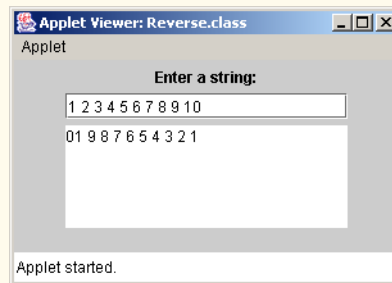 Applet Viewer: Reverse.class
Applet
Enter a string:
1 2 3 4 5 6 7 8 9 10
01 9 8 7 6 5 4 3 2 1
Applet started.